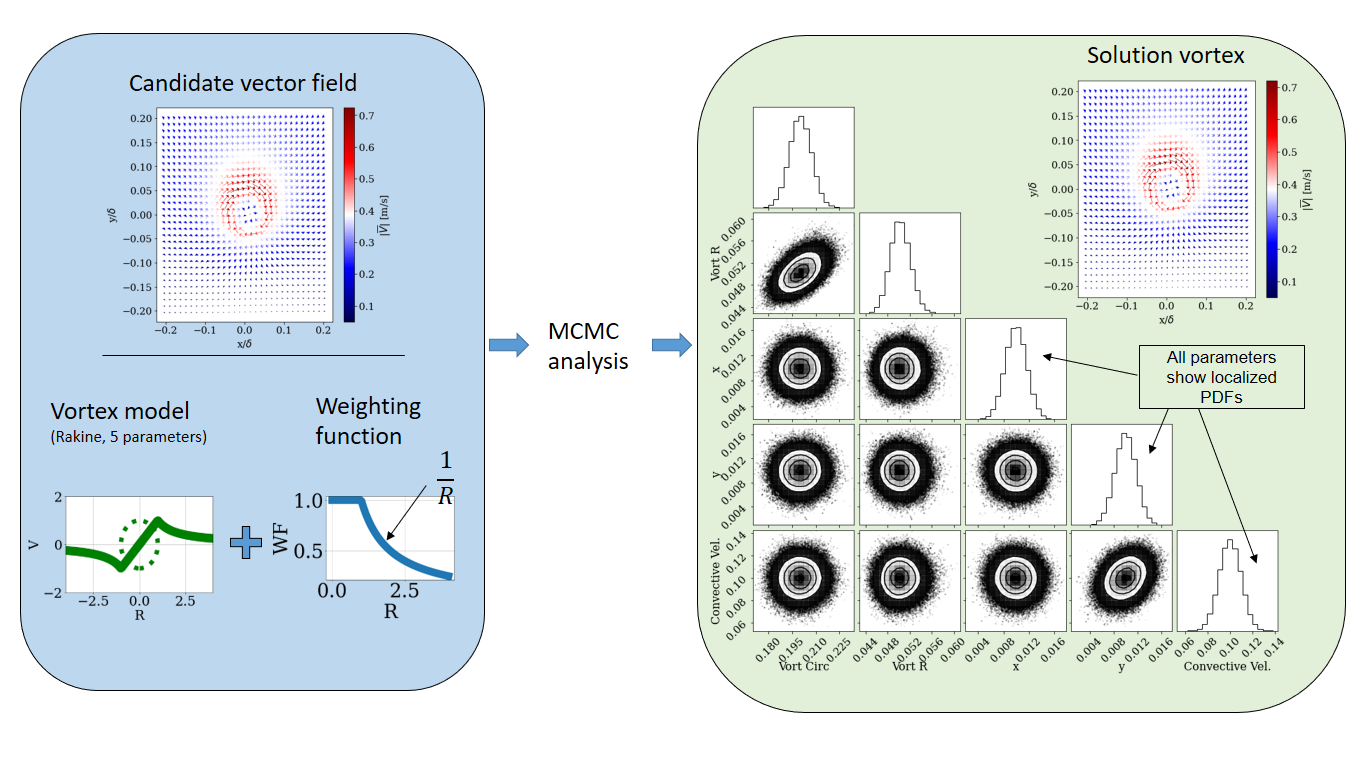 Candidate vector field
0.20
0.15
0.10
0.05
0.00
−0.05
−0.10
−0.15
−0.20
y/δ
−0.2 −0.1 0.0 0.1 0.2
x/δ
0.7
0.6
0.5
0.4
0.3
0.2
0.1
|V| [m/s]
Vortex model
(Rakine, 5 parameters)
2
0
−2
V
−2.5 0.0 2.5
R
Weighting
function
1
R
1.0
0.5
WF
0.0 2.5
R
MCMC
analysis
Solution vortex
0.20
0.15
0.10
0.05
0.00
−0.05
−0.10
−0.15
−0.20
y/δ
−0.2 −0.1 0.0 0.1 0.2
x/δ
0.7
0.6
0.5
0.4
0.3
0.2
0.1
|V| [m/s]
All parameters
show localized
PDFs
Vort R
0.060
0.056
0.052
0.048
0.044
x
0.016
0.012
0.008
0.004
y
0.016
0.012
0.008
0.004
Convective Vel.
0.14
0.12
0.10
0.08
0.06
0.180 0.195 0.210 0.225
Vort Circ
0.044 0.048 0.052 0.056 0.060
Vort R
0.004 0.008 0.012 0.016
x
0.004 0.008 0.012 0.016
y
0.06 0.08 0.10 0.12 0.14
Convective Vel.